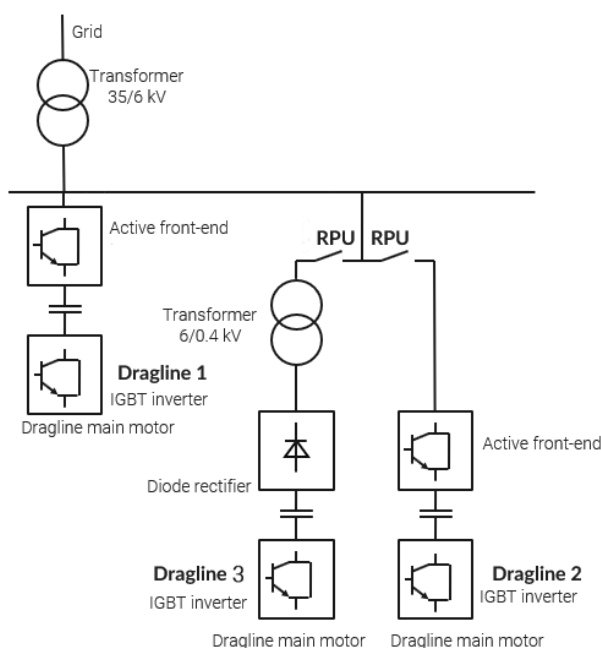 Grid
Transformer
35/6 kV
Active front-end
RPU RPU
Transformer
6/0.4 kV
Dragline 1
IGBT inverter
Dragline main motor
Active front-end
Diode rectifier
Dragline 3
IGBT inverter
Dragline 2
IGBT inverter
Dragline main motor
Dragline main motor